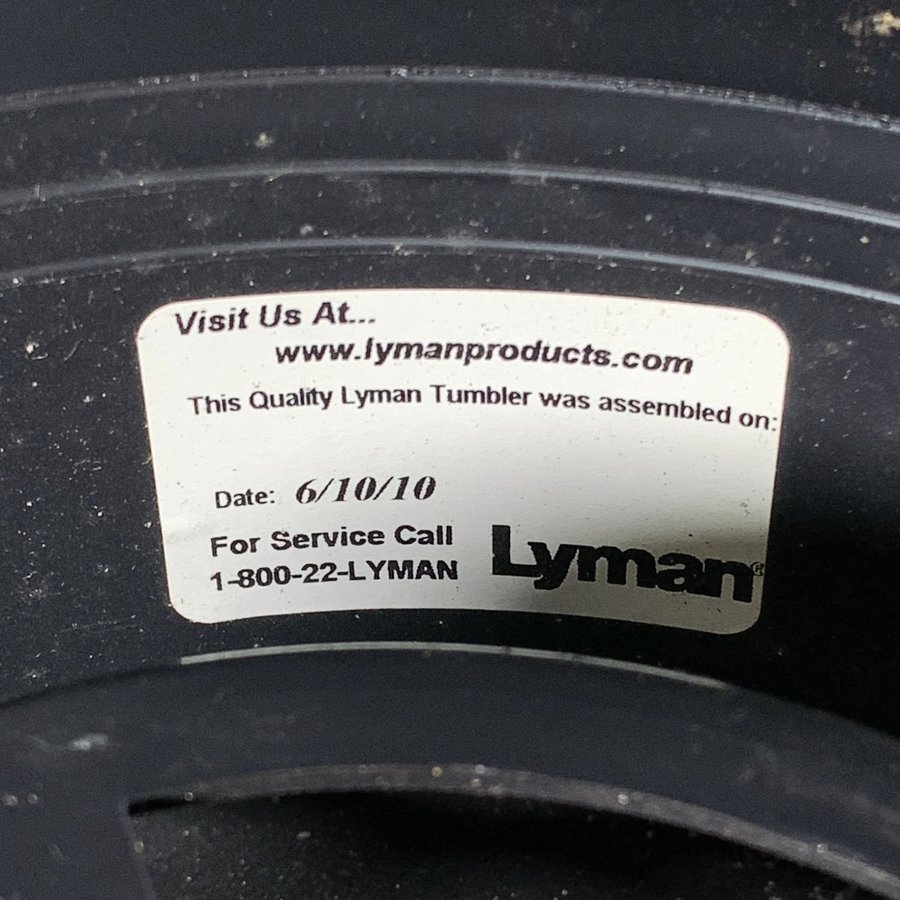 Visit Us At...
www.lymanproducts.com
This Quality Lyman Tumbler was assembled on:
Date: 6/10/10
For Service Call
1-800-22-LYMAN
Lyman®